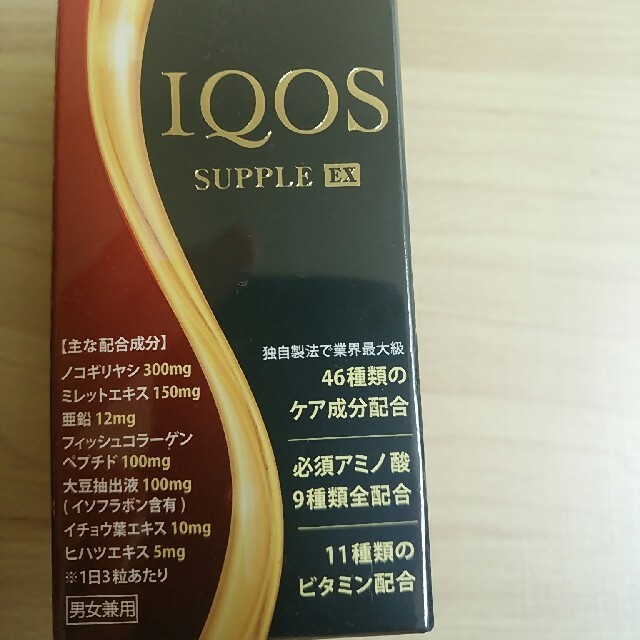 IQOS
SUPPLE EX
【主な配合成分】
ノコギリヤシ 300mg
ミレットエキス 150mg
亜鉛 12mg
フィッシュコラーゲン
ペプチド 100mg
大豆抽出液 100mg
(イソフラボン含有)
イチョウ葉エキス 10mg
ヒハツエキス 5mg
※1日3粒あたり
男女兼用
独自製法で業界最大級
46種類の
ケア成分配合
必須アミノ酸
9種類全配合
11種類の
ビタミン配合